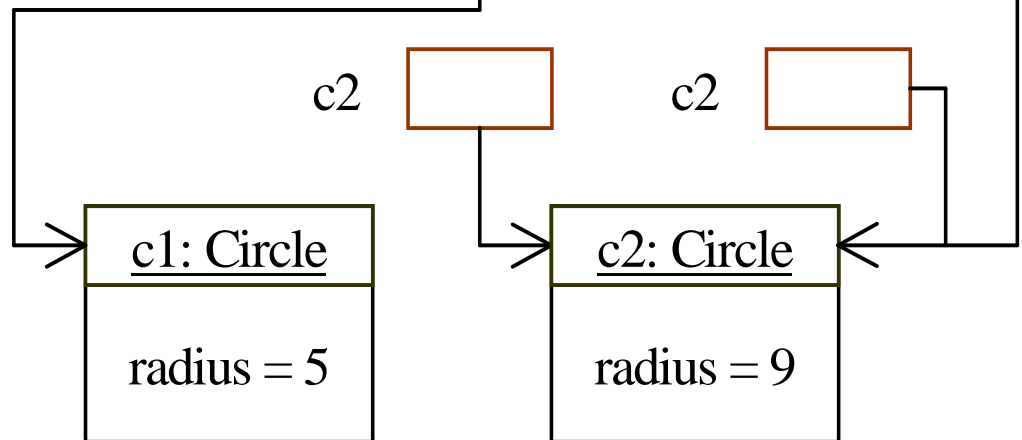 c2
c2
c1: Circle
c2: Circle
radius = 5
radius = 9